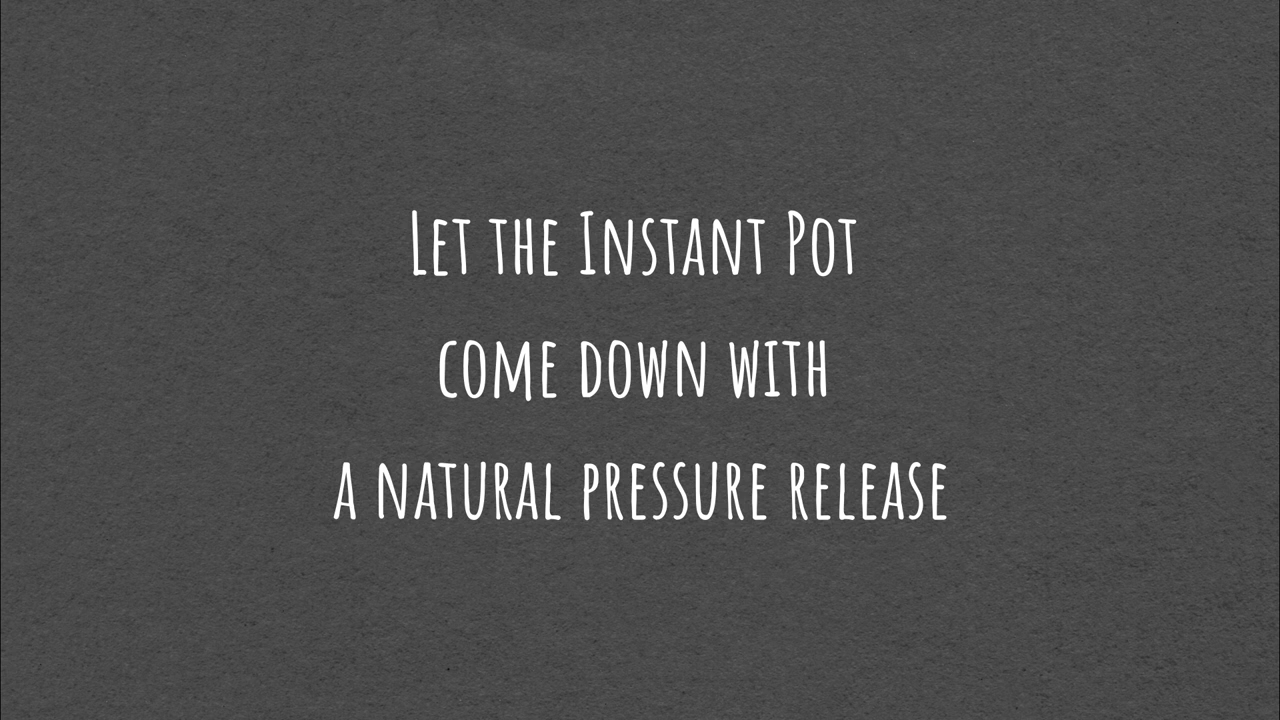 Let the Instant Pot
come down with
a natural pressure release